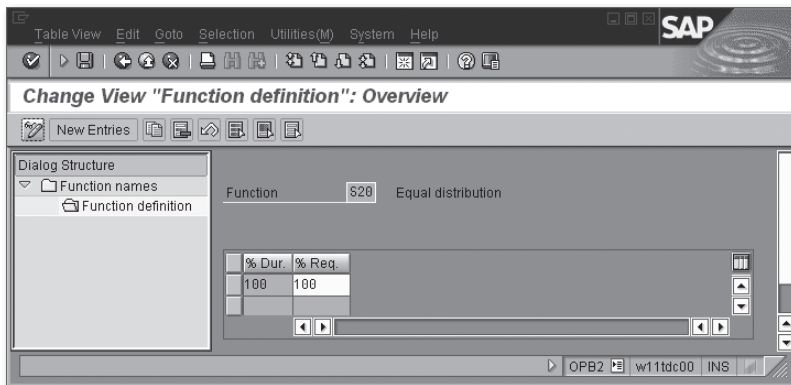 Table View Edit Goto Selection Utilities(M) System Help
SAP
Change View "Function definition": Overview
New Entries
Dialog Structure
Function names
Function definition
Function S20 Equal distribution
% Dur. % Req.
100 100
OPB2 w11tdc00 INS